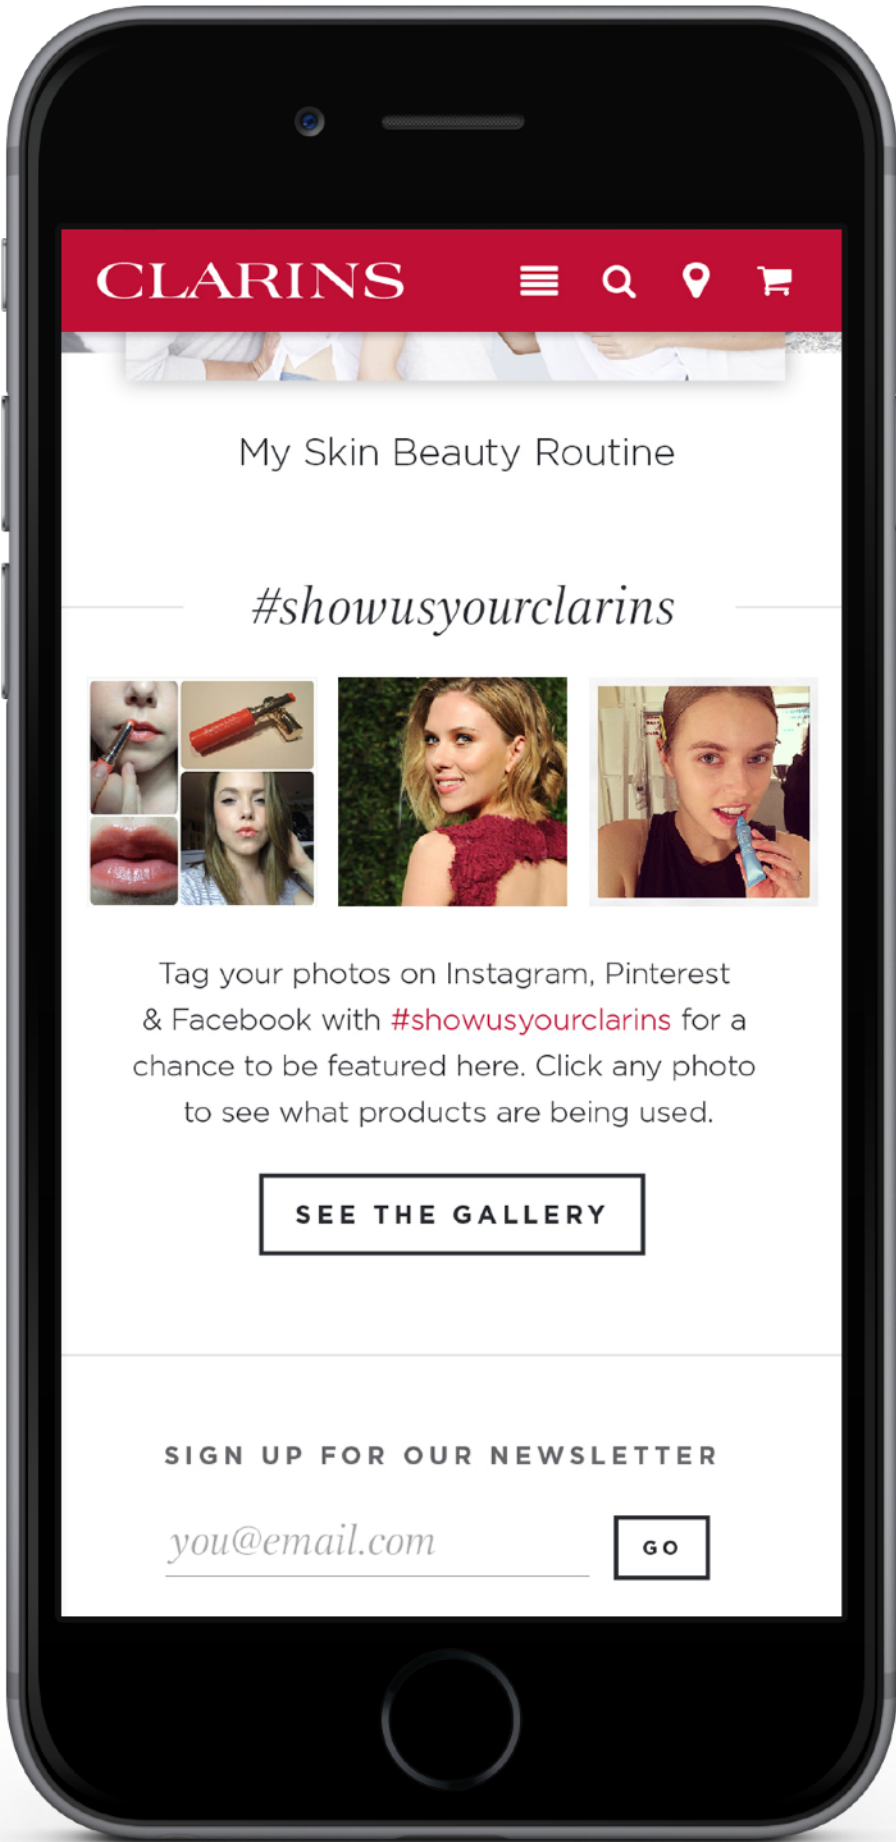 CLARINS
My Skin Beauty Routine
#showusyourclarins
Tag your photos on Instagram, Pinterest
& Facebook with #showusyourclarins for a
chance to be featured here. Click any photo
to see what products are being used.
SEE THE GALLERY
SIGN UP FOR OUR NEWSLETTER
you@email.com
GO